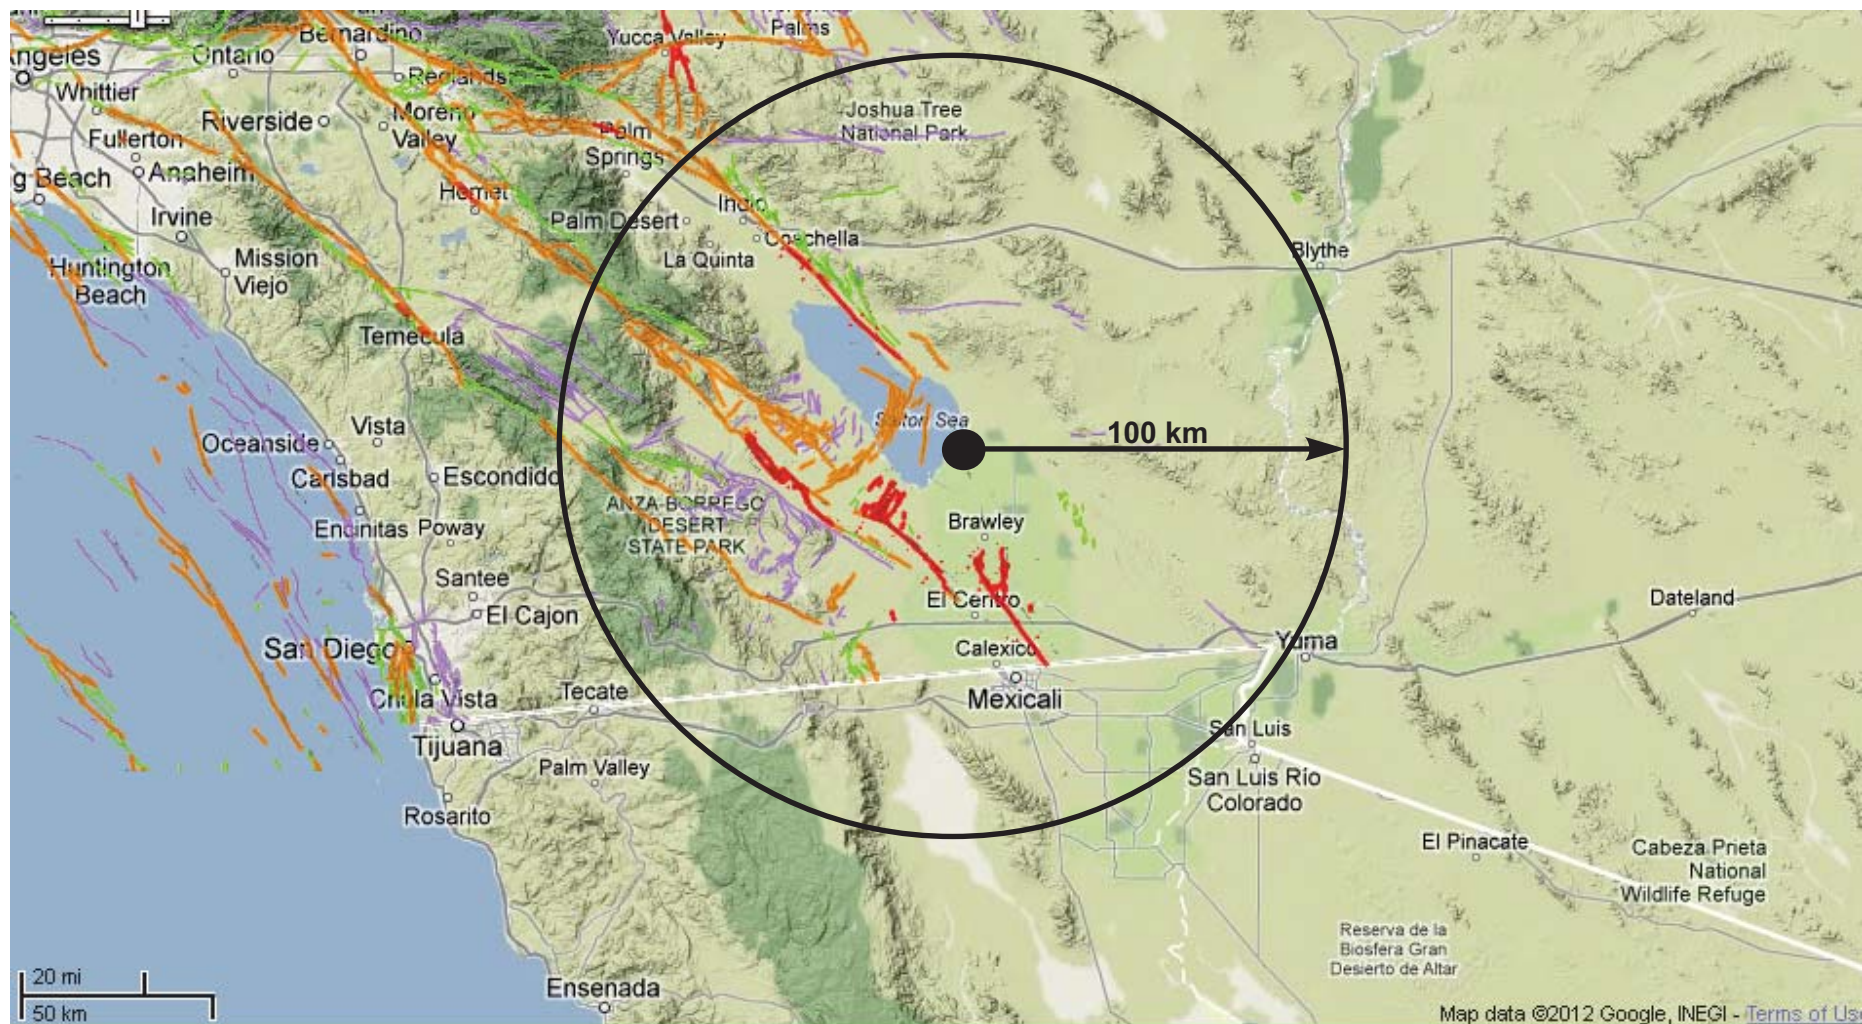 Bernardino
Yucca Valley
Palms
Angeles
Ontario
Redlands
Whittier
Moreno
Valley
Riverside
Joshua Tree
National Park
Fullerton
Palm
Springs
g Beach
Anaheim
Hemet
Irvine
Palm Desert
Indio
Coachella
Mission
Viejo
La Quinta
Blythe
Huntington
Beach
Temecula
Salton Sea
100 km
Vista
Oceanside
Carlsbad
Escondido
ANZA-BORREGO
DESERT
STATE PARK
Encinitas
Poway
Brawley
Santee
El Cajon
El Centro
Dateland
San Diego
Calexico
Yuma
Chula Vista
Tecate
Mexicali
Tijuana
San Luis
Palm Valley
San Luis Río
Colorado
Rosarito
El Pinacate
Cabeza Prieta
National
Wildlife Refuge
Reserva de la
Biosfera Gran
Desierto de Altar
20 mi
50 km
Ensenada
Map data ©2012 Google, INEGI - Terms of Us